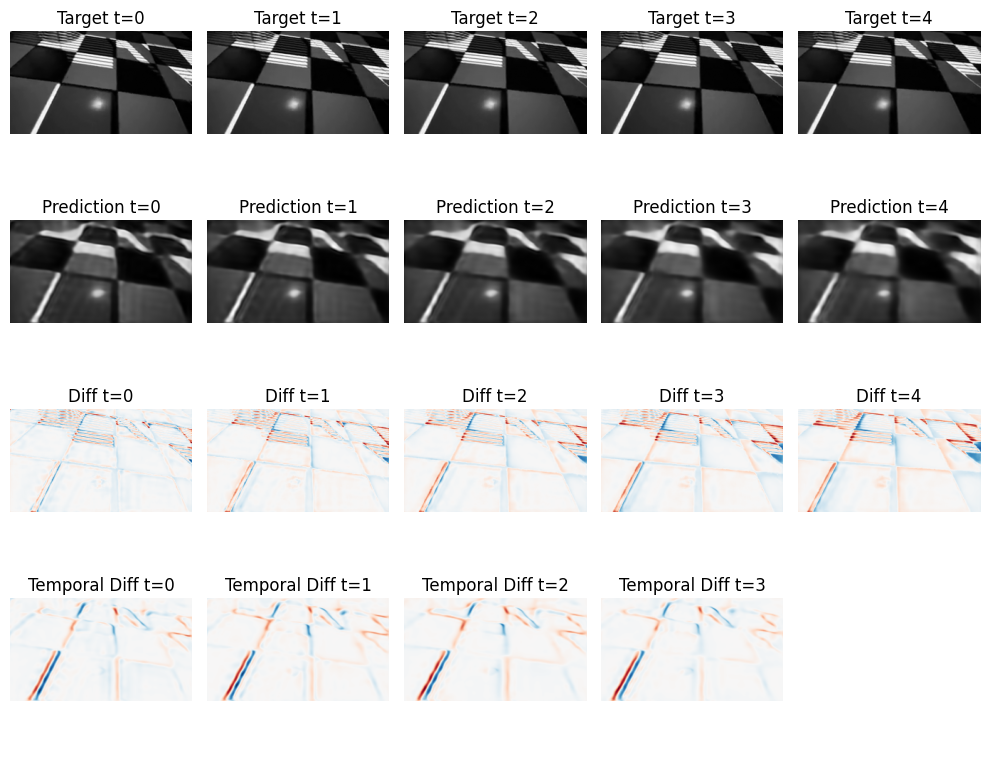 Target t=0 Target t=1 Target t=2 Target t=3 Target t=4
Prediction t=0 Prediction t=1 Prediction t=2 Prediction t=3 Prediction t=4
Diff t=0 Diff t=1 Diff t=2 Diff t=3 Diff t=4
Temporal Diff t=0 Temporal Diff t=1 Temporal Diff t=2 Temporal Diff t=3